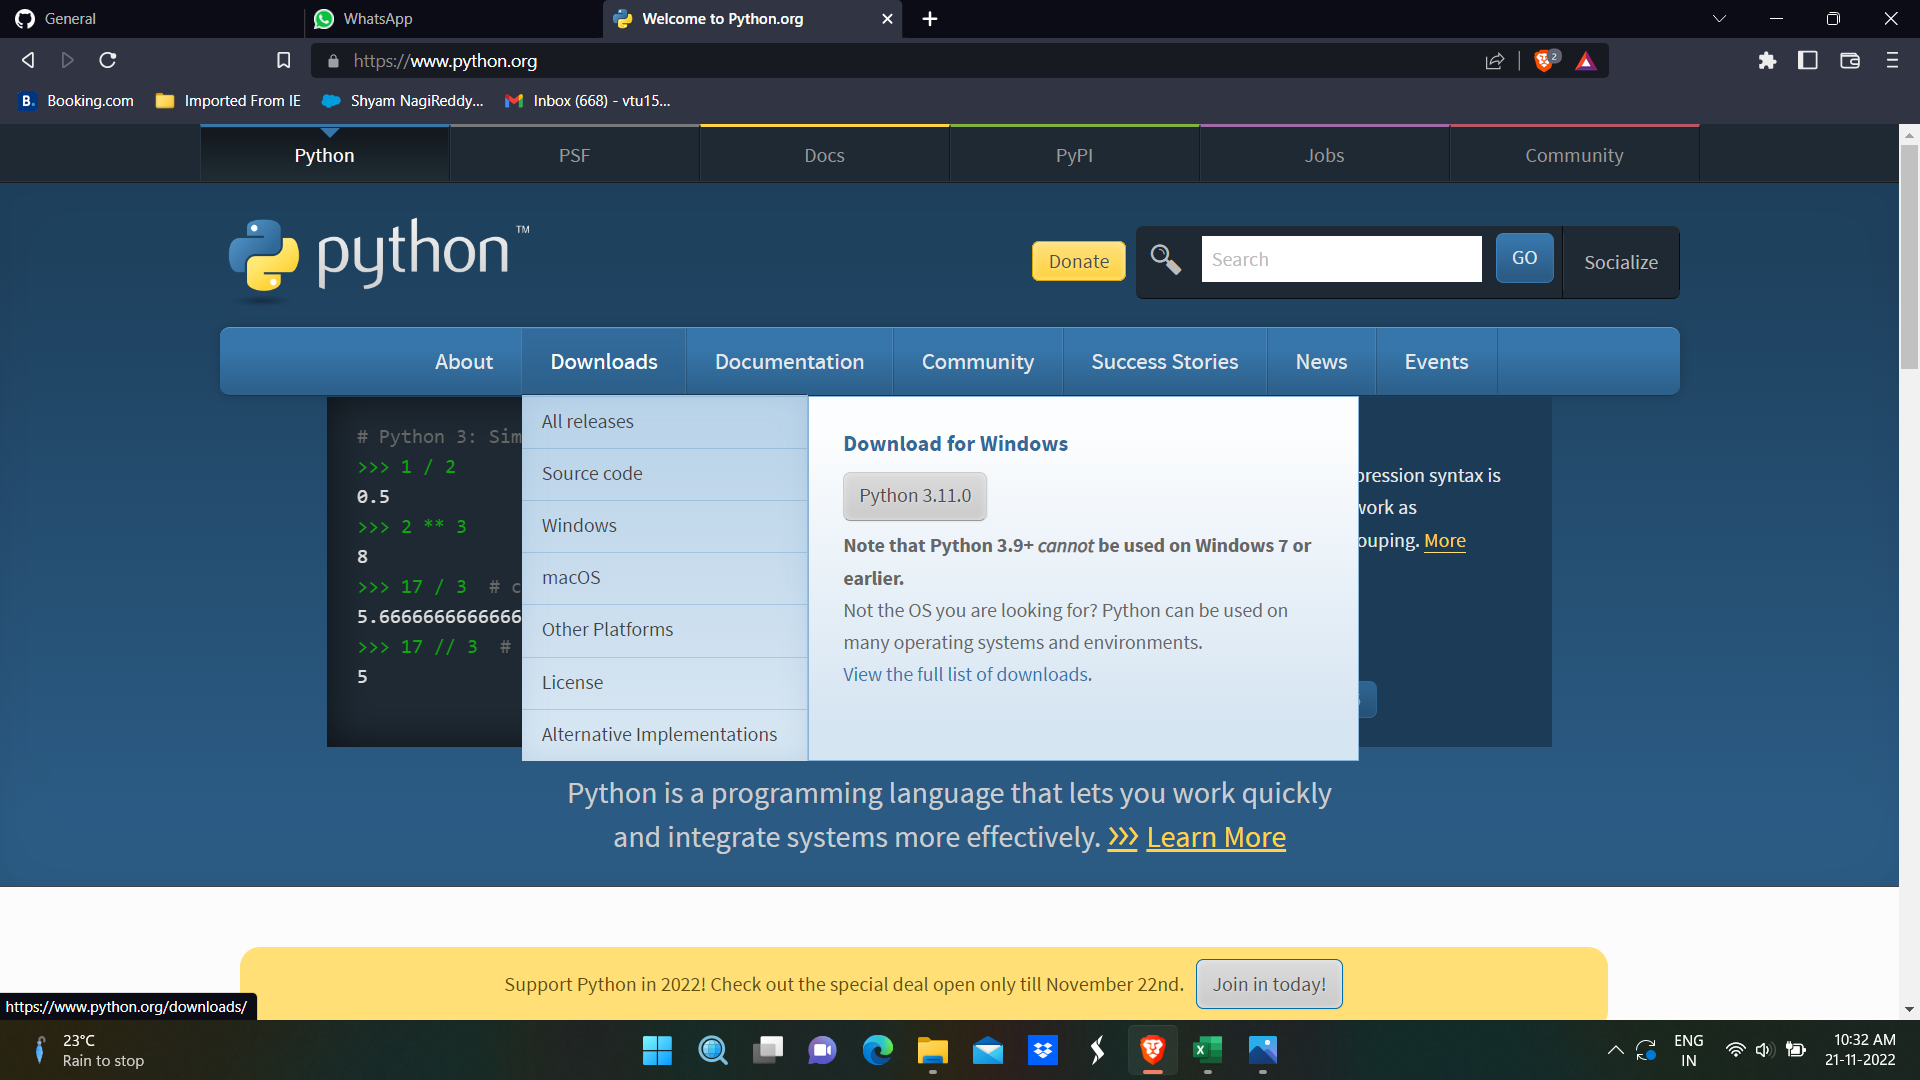 General
WhatsApp
Welcome to Python.org
https://www.python.org
2
B. Booking.com
Imported From IE
Shyam NagiReddy...
Inbox (668) - vtu15...
Python
PSF
Docs
PyPI
Jobs
Community
python™
Donate
Search
GO
Socialize
About
Downloads
Documentation
Community
Success Stories
News
Events
# Python 3: Sim
>>> 1 / 2
0.5
>>> 2 ** 3
8
>>> 17 / 3 # c
5.6666666666666
>>> 17 // 3 #
5
All releases
Source code
Windows
macOS
Other Platforms
License
Alternative Implementations
Download for Windows
Python 3.11.0
Note that Python 3.9+ cannot be used on Windows 7 or
earlier.
Not the OS you are looking for? Python can be used on
many operating systems and environments.
View the full list of downloads.
pression syntax is
work as
ouping. More
Python is a programming language that lets you work quickly
and integrate systems more effectively. >>> Learn More
Support Python in 2022! Check out the special deal open only till November 22nd.
Join in today!
https://www.python.org/downloads/
23°C
Rain to stop
ENG
IN
10:32 AM
21-11-2022